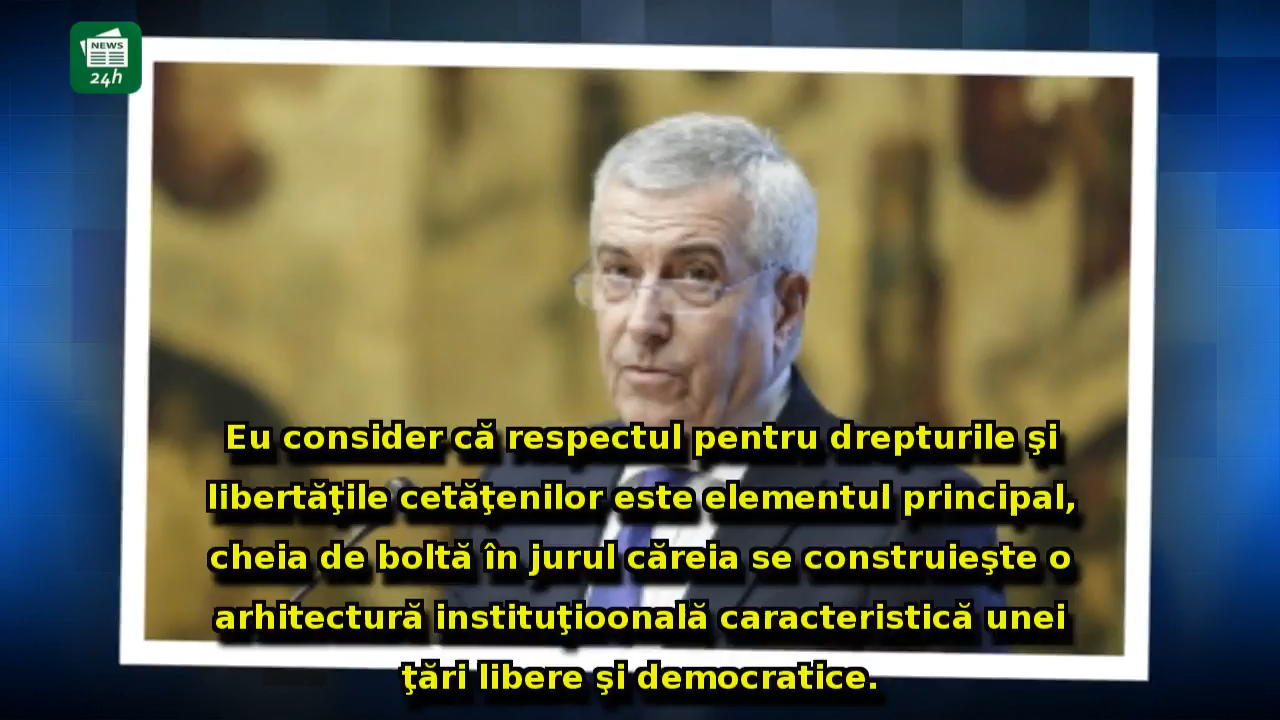 NEWS
24h
Eu consider că respectul pentru drepturile şi
libertăţile cetăţenilor este elementul principal,
cheia de boltă în jurul căreia se construieşte o
arhitectură instituţioonală caracteristică unei
ţări libere şi democratice.